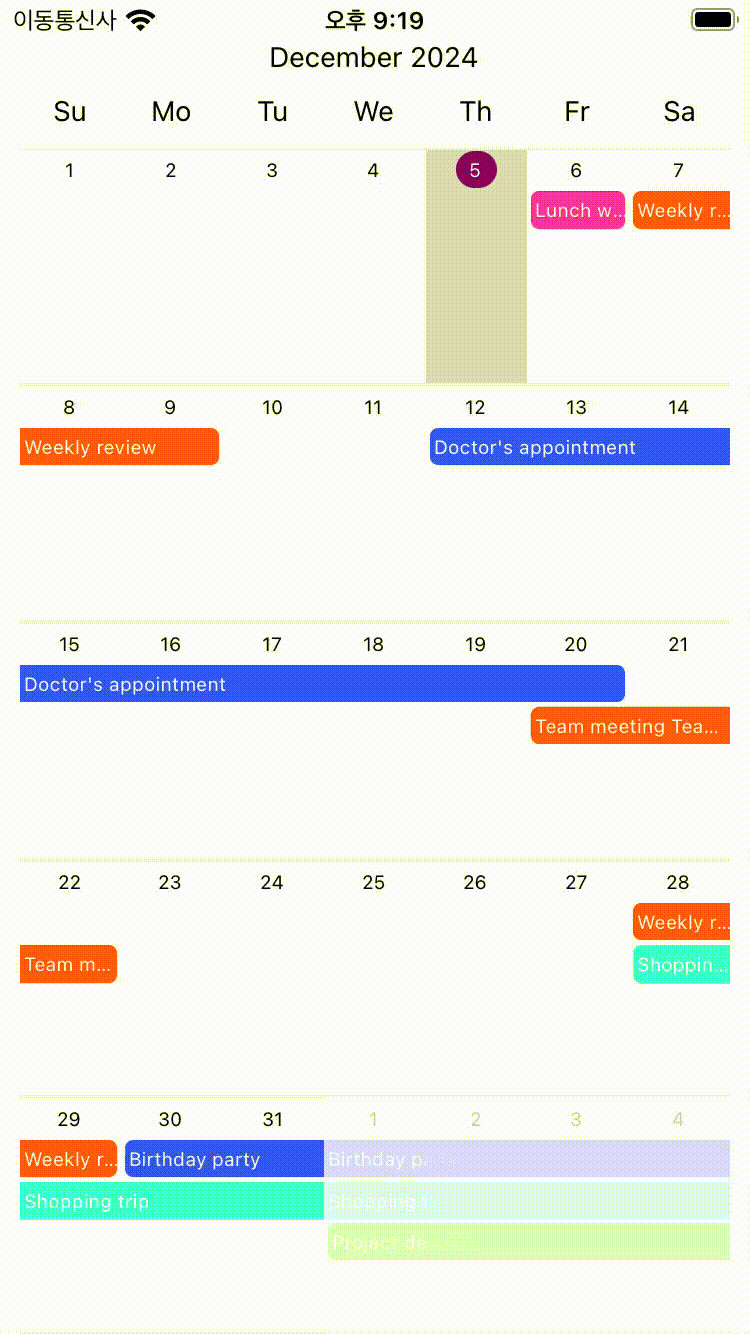 이동통신사 오후 9:19
December 2024
Su Mo Tu We Th Fr Sa
1 2 3 4 5 6 7
Lunch w... Weekly r...
8 9 10 11 12 13 14
Weekly review Doctor's appointment
15 16 17 18 19 20 21
Doctor's appointment
Team meeting Tea...
22 23 24 25 26 27 28
Weekly r...
Team m... Shoppin...
29 30 31 1 2 3 4
Weekly r... Birthday party Birthday pa
Shopping trip Shopping t
Project de